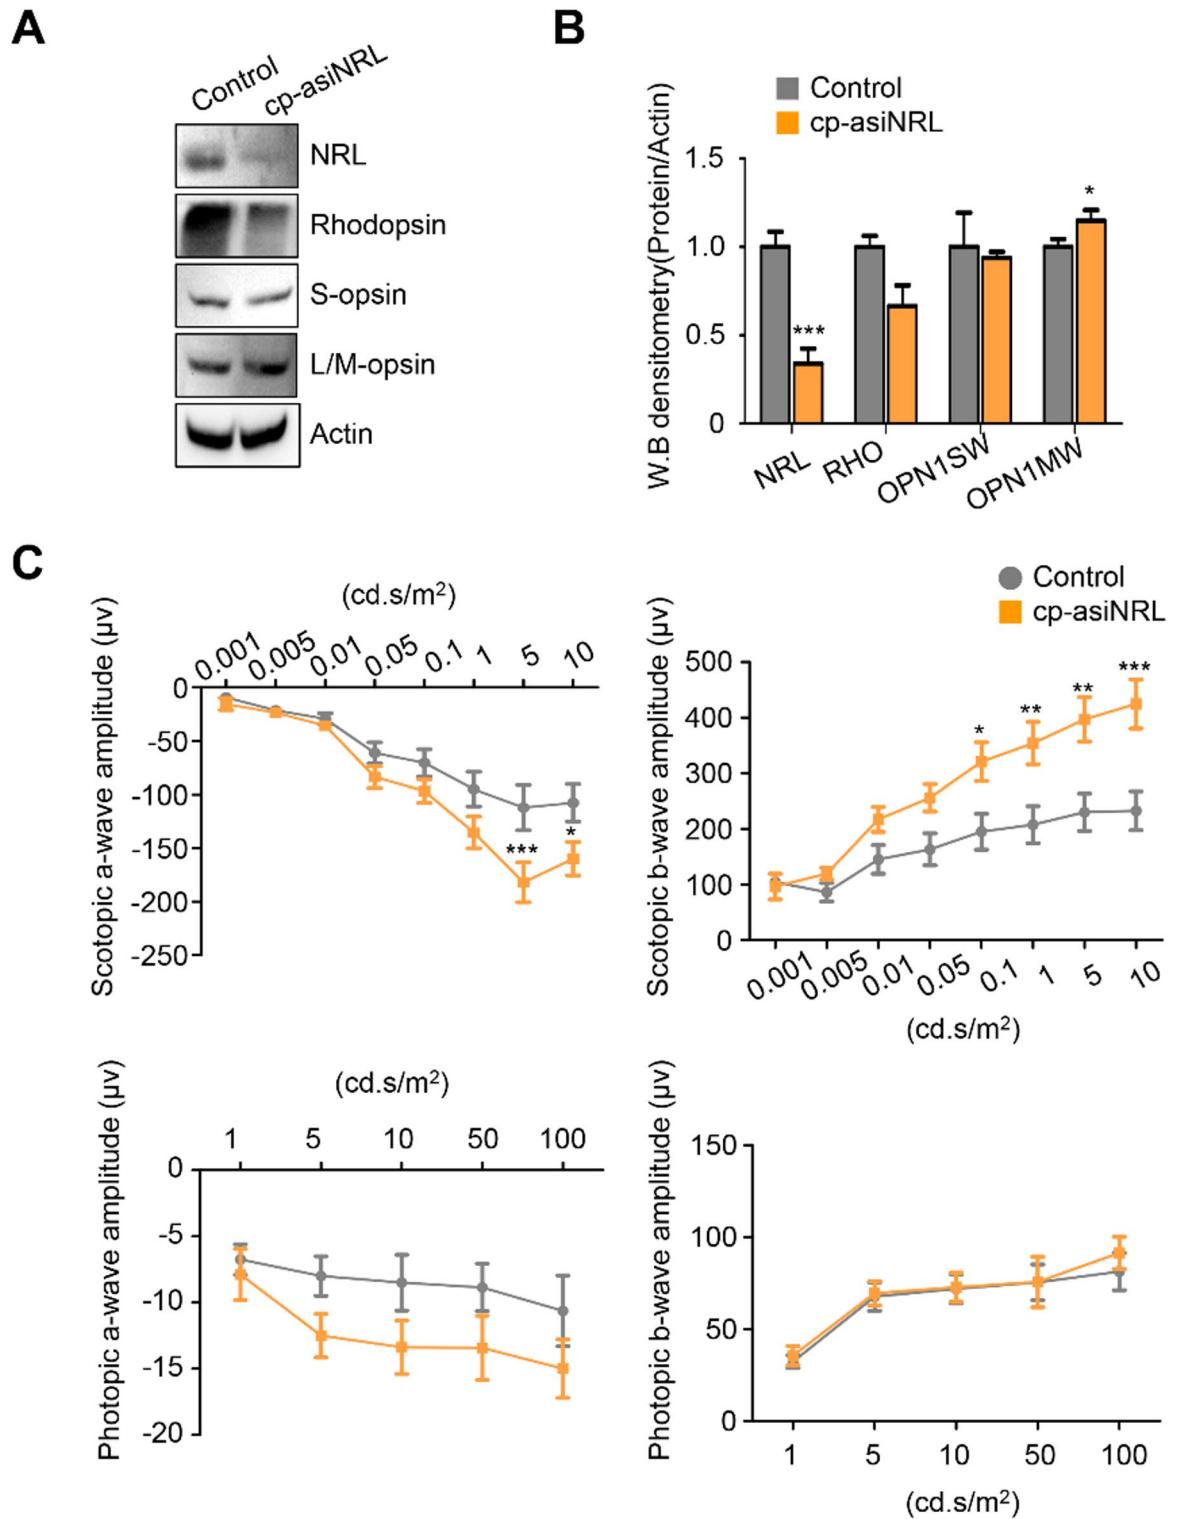 A
Control
cp-asiNRL
NRL
Rhodopsin
S-opsin
L/M-opsin
Actin
B
Control
cp-asiNRL
W.B densitometry(Protein/Actin)
1.5
1.0
0.5
0
***
*
NRL
RHO
OPN1SW
OPN1MW
C
(cd.s/m²)
0.001 0.005 0.01 0.05 0.1 1 5 10
Scotopic a-wave amplitude (μv)
0
-50
-100
-150
-200
-250
***
*
Control
cp-asiNRL
Scotopic b-wave amplitude (μv)
500
400
300
200
100
0
*
**
**
***
0.001 0.005 0.01 0.05 0.1 1 5 10
(cd.s/m²)
(cd.s/m²)
1 5 10 50 100
Photopic a-wave amplitude (μv)
0
-5
-10
-15
-20
Photopic b-wave amplitude (μv)
150
100
50
0
1 5 10 50 100
(cd.s/m²)